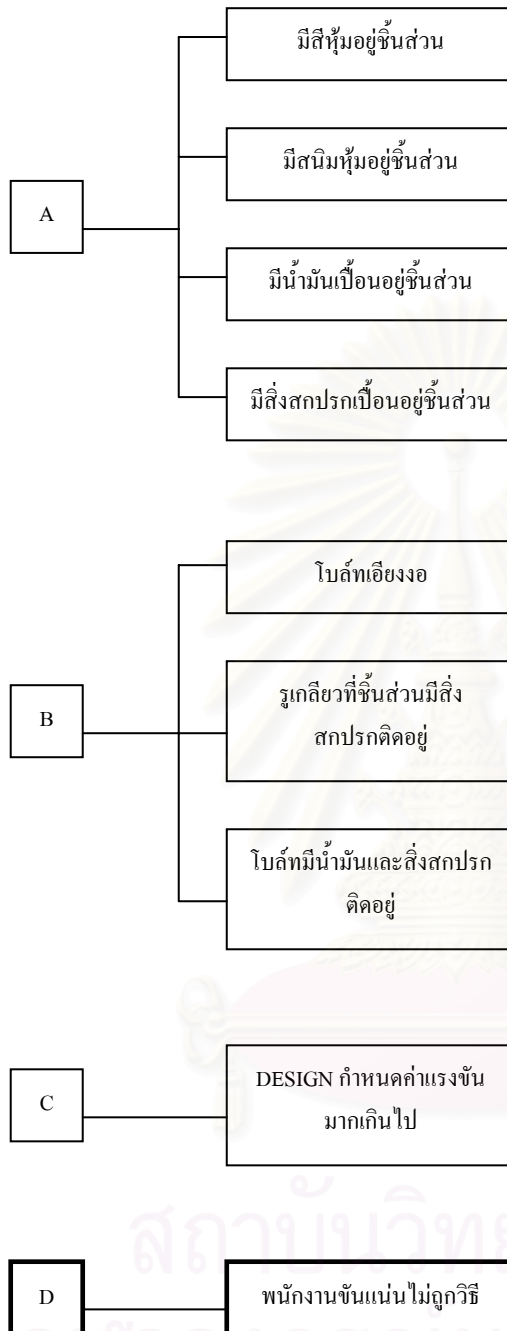 มีสีหุ้มอยู่ชิ้นส่วน
มีสนิมหุ้มอยู่ชิ้นส่วน
A
มีน้ำมันเปื้อนอยู่ชิ้นส่วน
มีสิ่งสกปรกเปื้อนอยู่ชิ้นส่วน
โบล์ทเอียงงอ
B
รูเกลียวที่ชิ้นส่วนมีสิ่ง
สกปรกติดอยู่
โบล์ทมีน้ำมันและสิ่งสกปรก
ติดอยู่
C
DESIGN กำหนดค่าแรงขัน
มากเกินไป
สถาบันวิทย
D
พนักงานขันแน่นไม่ถูกวิธี